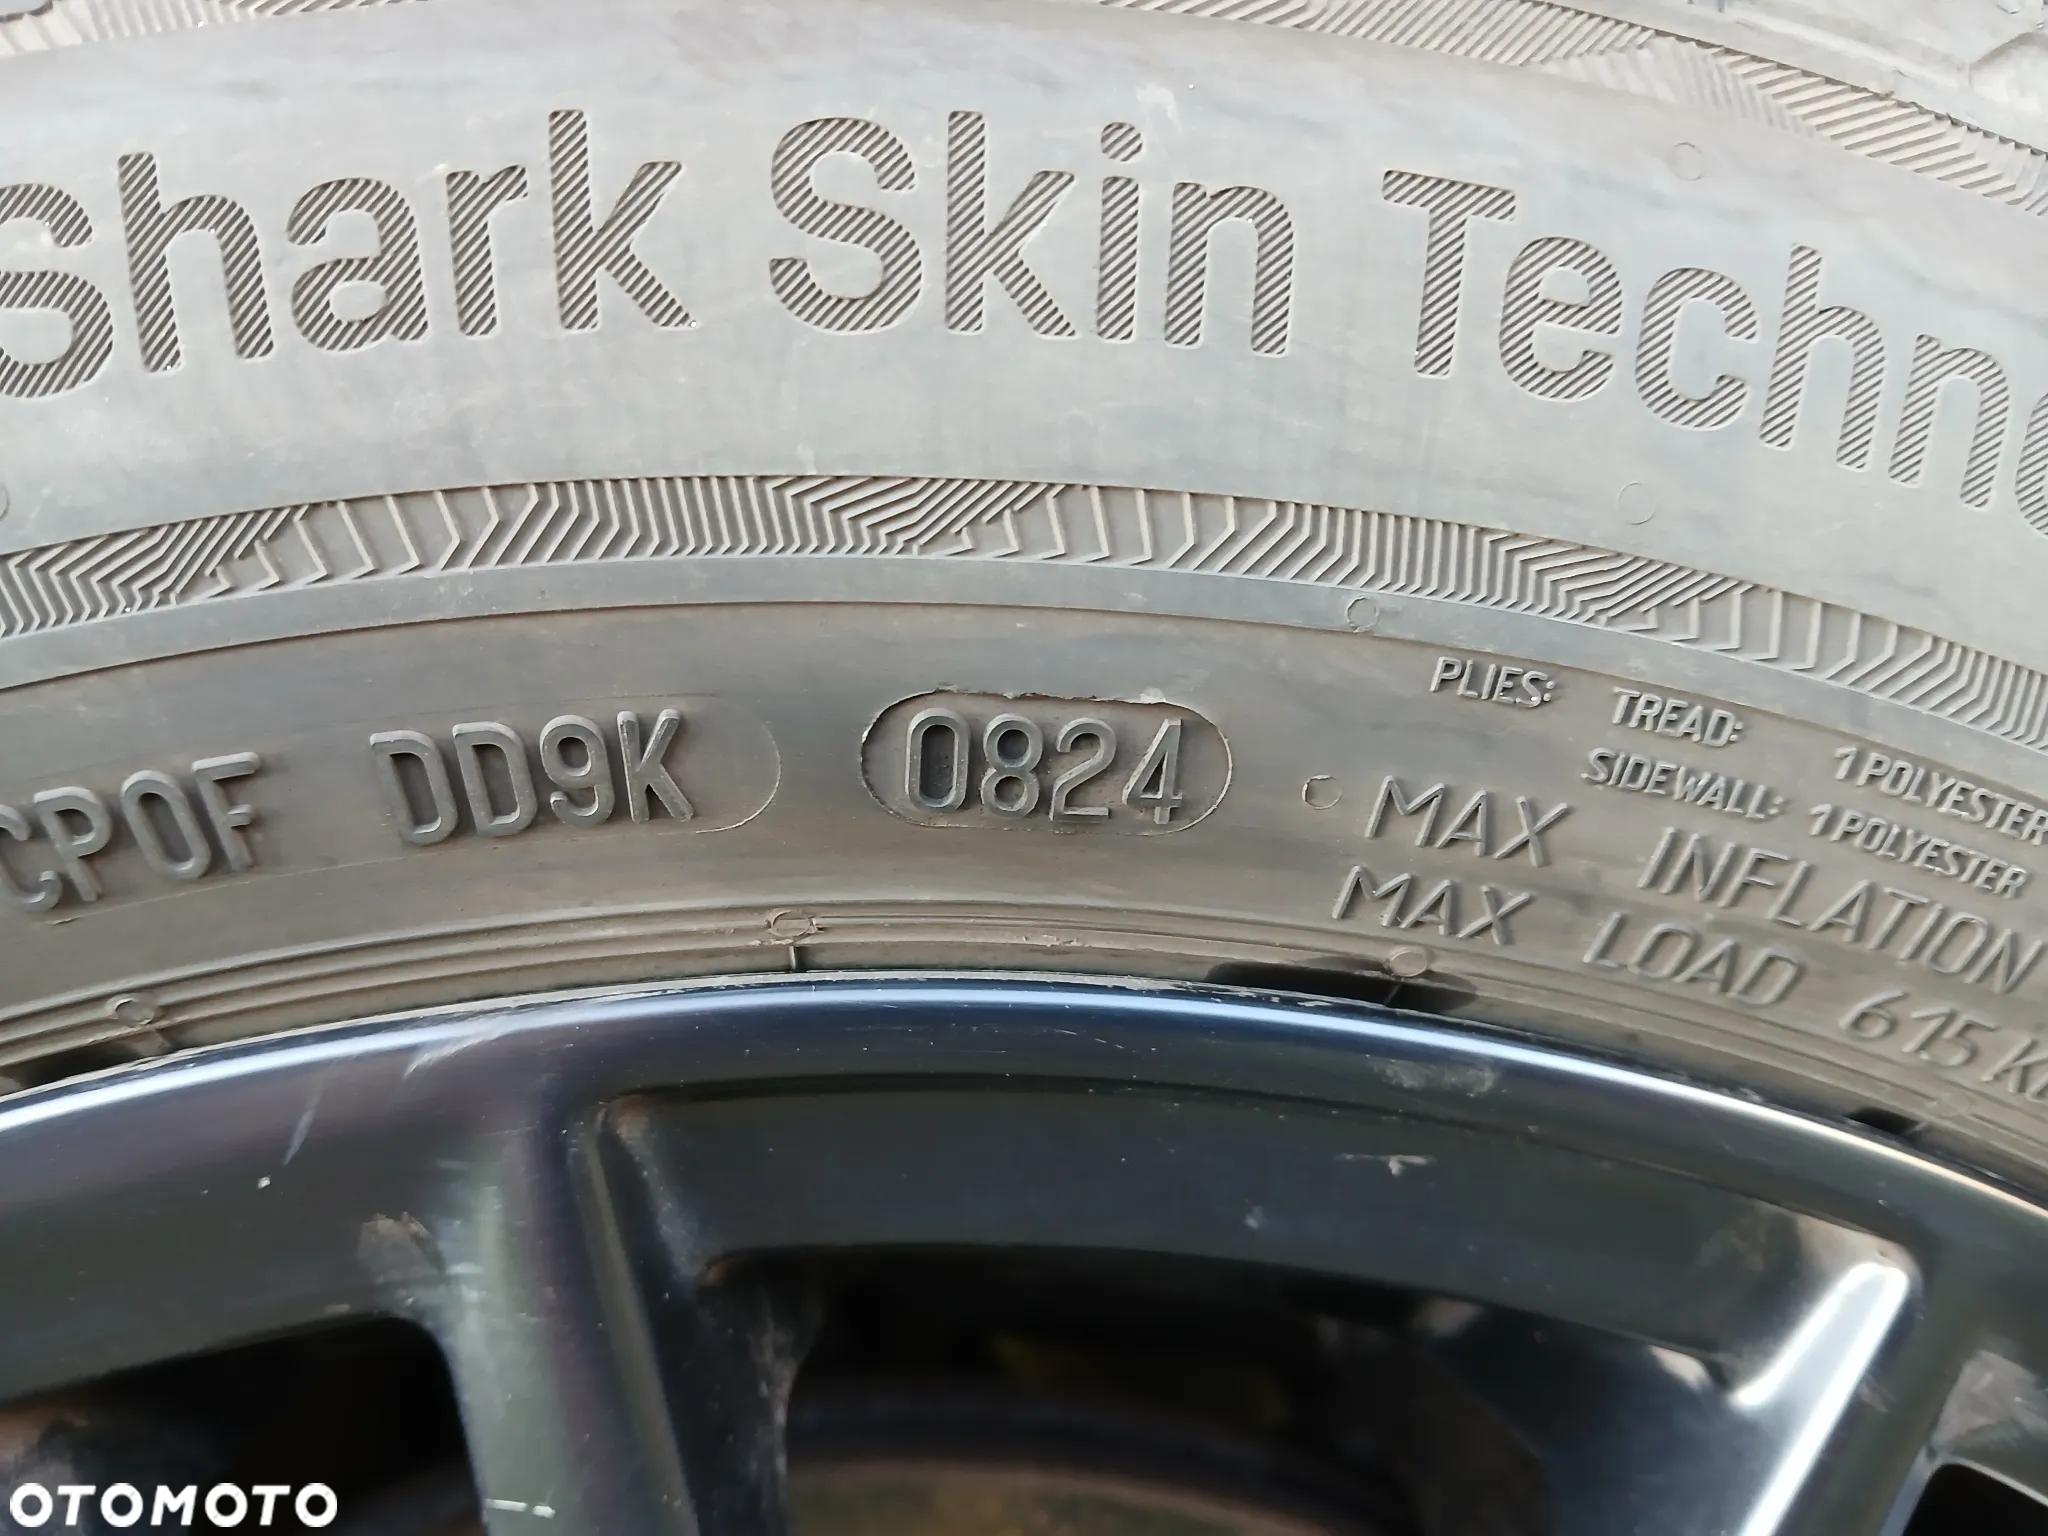 Shark Skin Techno
CP0F DD9K 0824
PLIES: TREAD: 1 POLYESTER
SIDEWALL: 1 POLYESTER
MAX INFLATION
MAX LOAD 615 KG
OTOMOTO